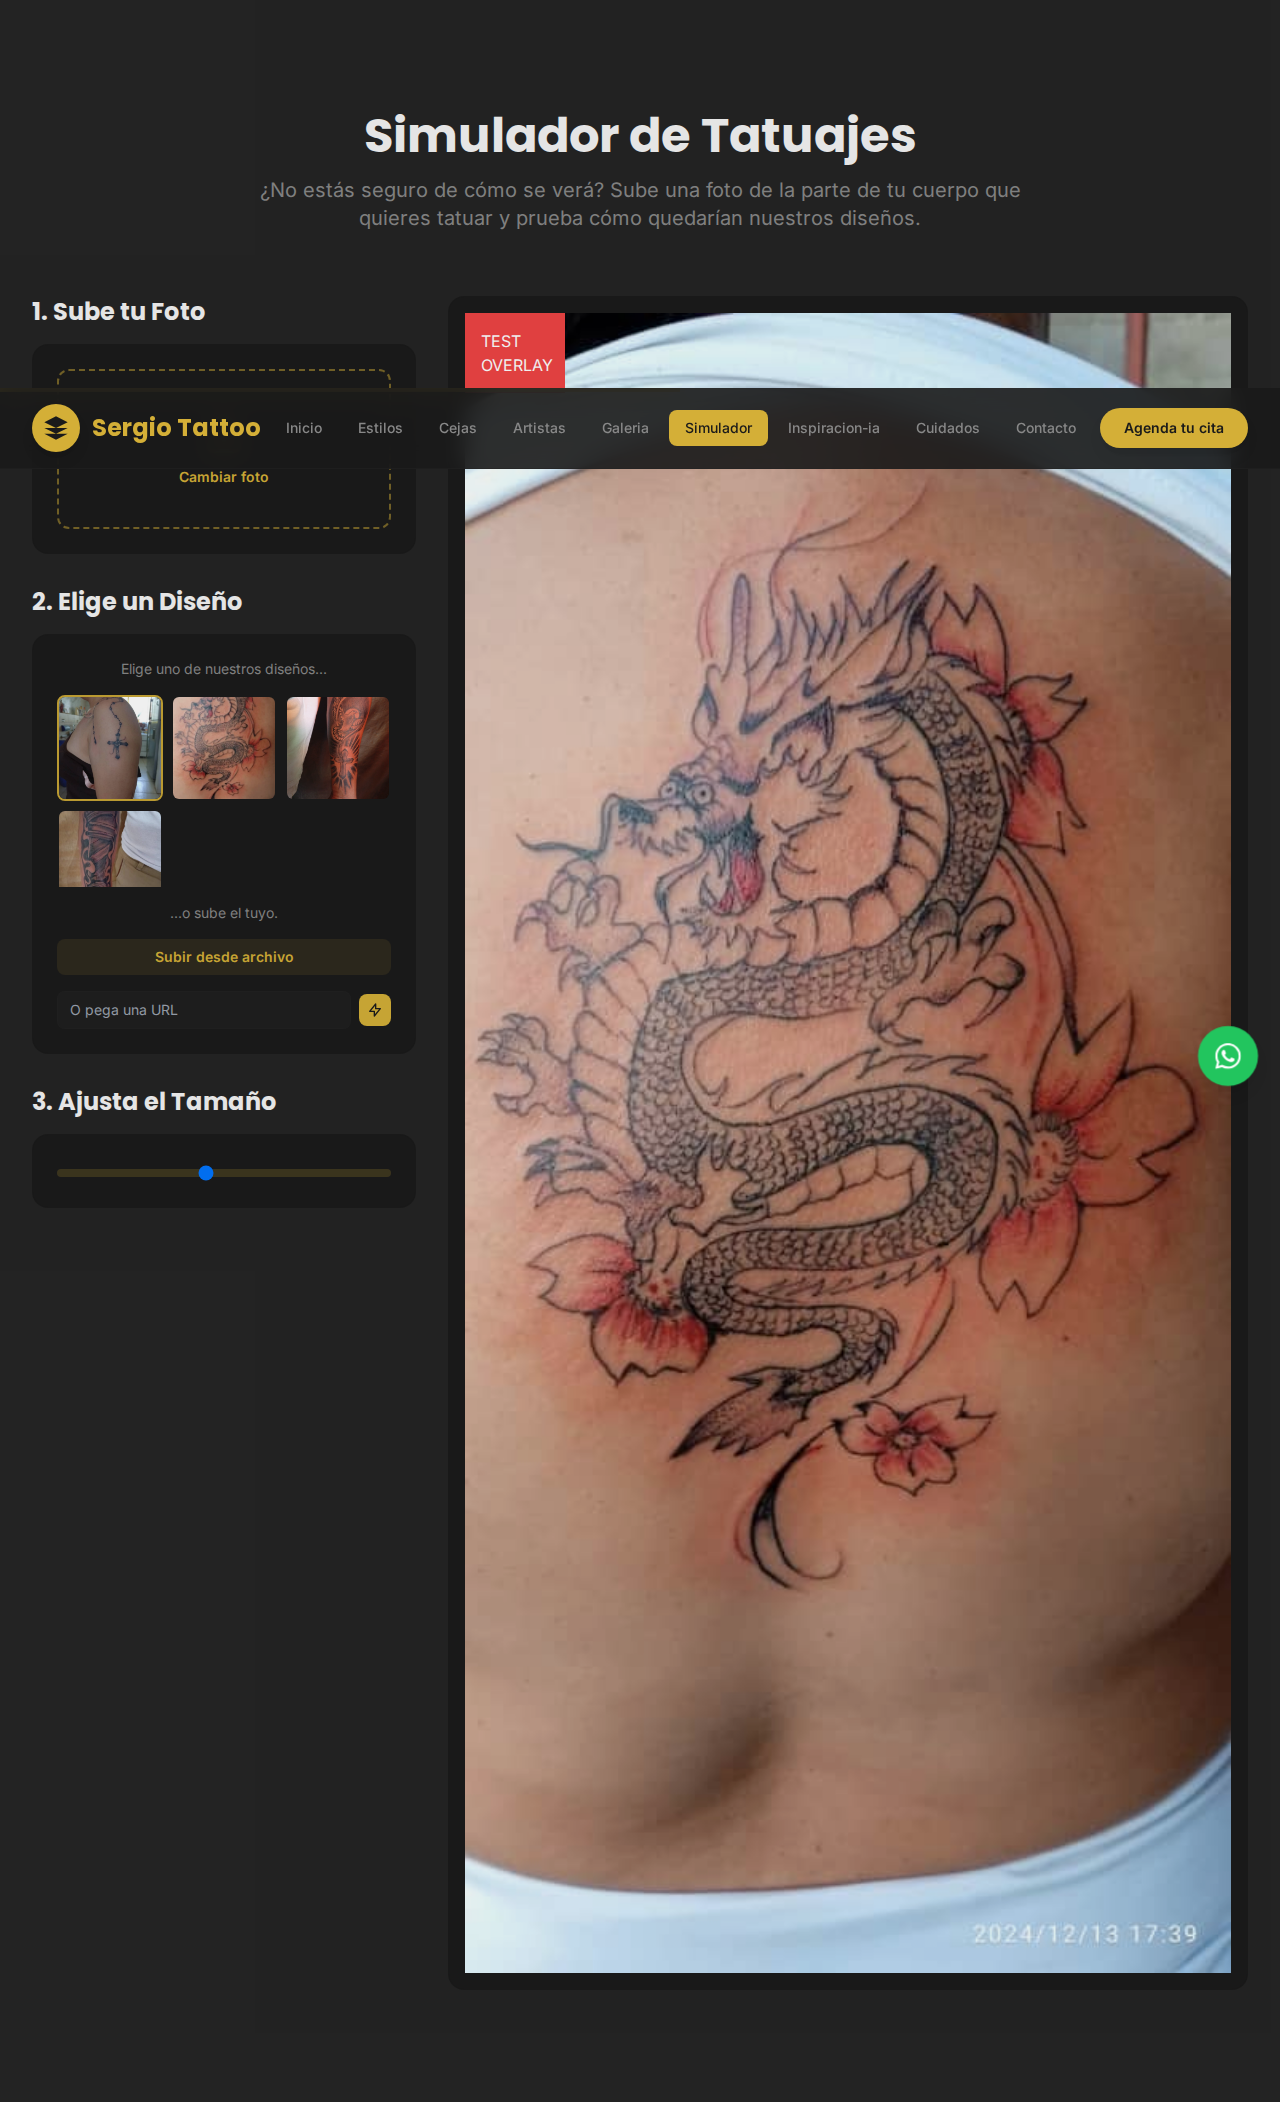 Simulador de Tatuajes
¿No estás seguro de cómo se verá? Sube una foto de la parte de tu cuerpo que
quieres tatuar y prueba cómo quedarían nuestros diseños.
1. Sube tu Foto
TEST
OVERLAY
Sergio Tattoo
Inicio
Estilos
Cejas
Artistas
Galeria
Simulador
Inspiracion-ia
Cuidados
Contacto
Agenda tu cita
Cambiar foto
2. Elige un Diseño
Elige uno de nuestros diseños...
...o sube el tuyo.
Subir desde archivo
O pega una URL
3. Ajusta el Tamaño
2024/12/13 17:39